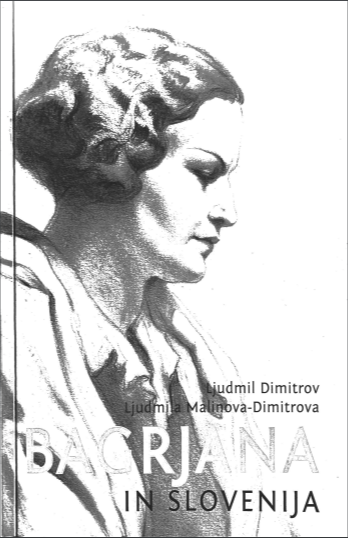 Ljudmil Dimitrov
Ljudmila Malinova-Dimitrova
BAGRJANA
IN SLOVENIJA